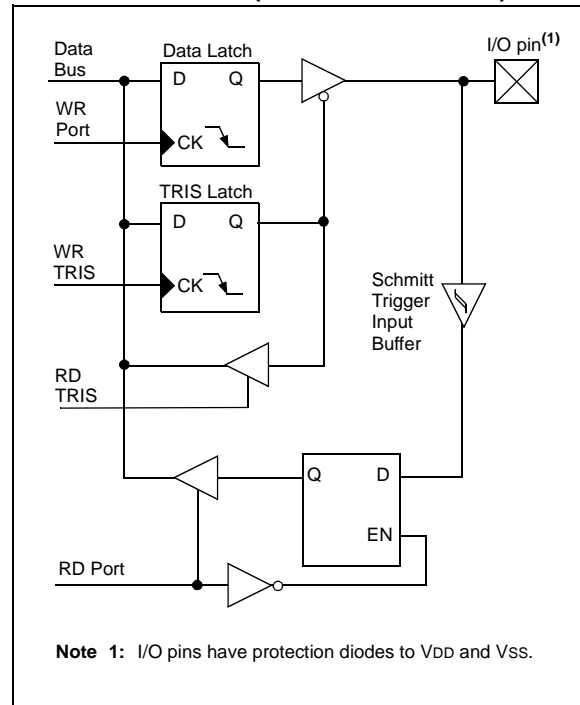 Data
Bus
Data Latch
I/O pin(1)
D Q
WR
Port
CK
TRIS Latch
D Q
WR
TRIS
CK
Schmitt
Trigger
Input
Buffer
RD
TRIS
Q D
EN
RD Port
Note 1: I/O pins have protection diodes to VDD and VSS.